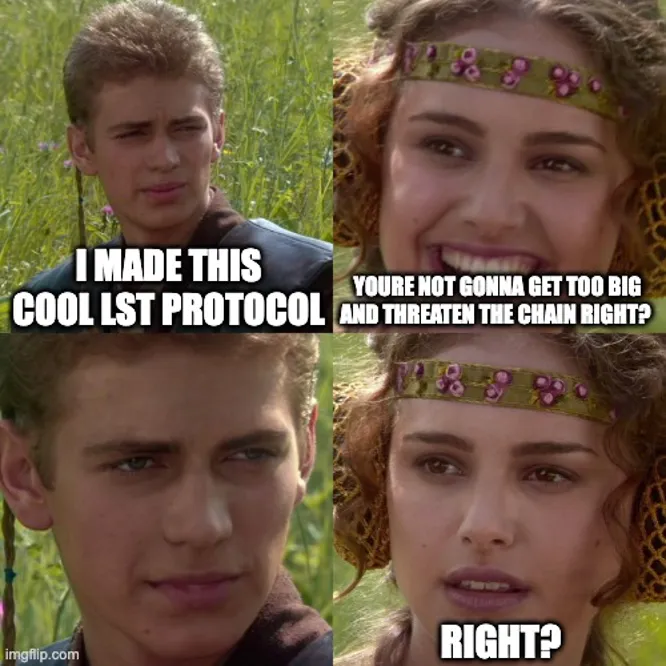 I MADE THIS
COOL LST PROTOCOL
YOURE NOT GONNA GET TOO BIG
AND THREATEN THE CHAIN RIGHT?
RIGHT?
imgflip.com